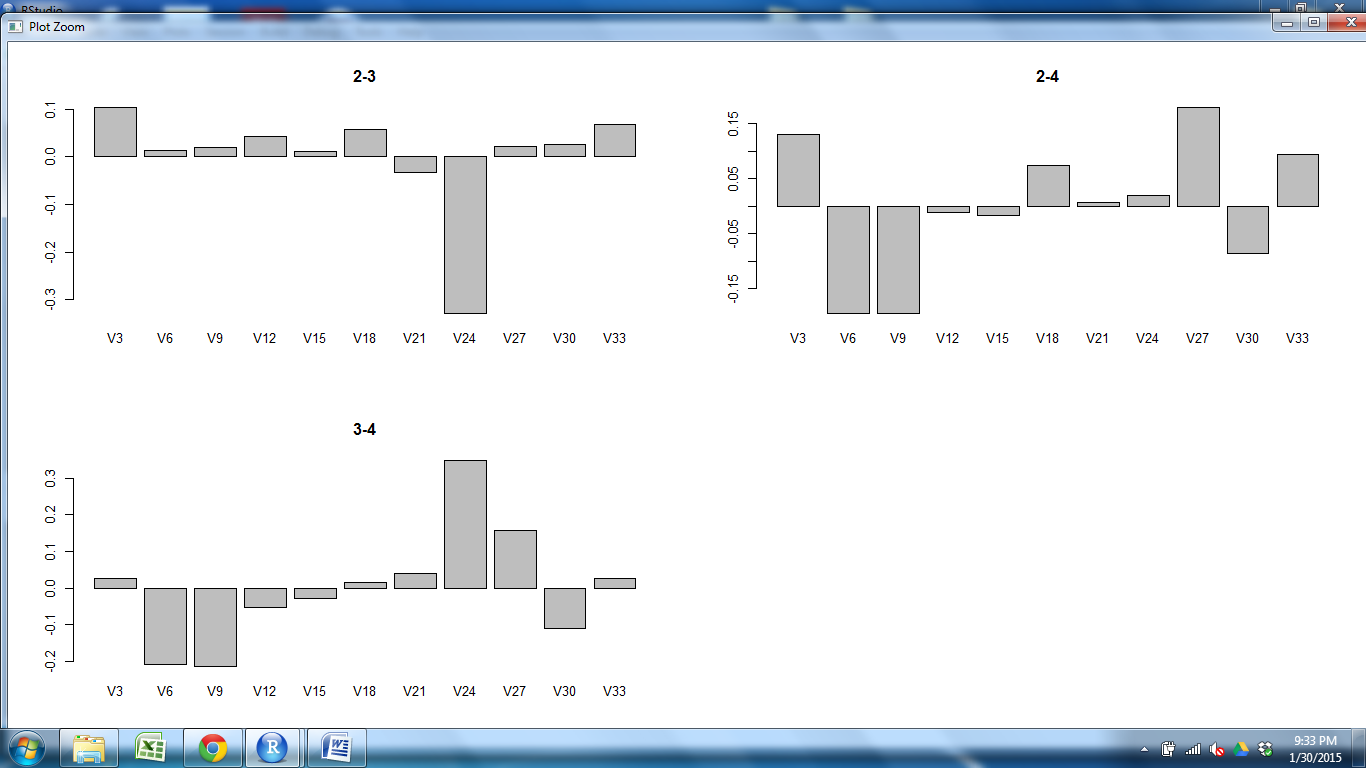 RStudio
Plot Zoom
2-3
0.1
0.0
-0.1
-0.2
-0.3
V3 V6 V9 V12 V15 V18 V21 V24 V27 V30 V33
2-4
0.15
0.05
-0.05
-0.15
V3 V6 V9 V12 V15 V18 V21 V24 V27 V30 V33
3-4
0.3
0.2
0.1
0.0
-0.1
-0.2
V3 V6 V9 V12 V15 V18 V21 V24 V27 V30 V33
R
9:33 PM
1/30/2015